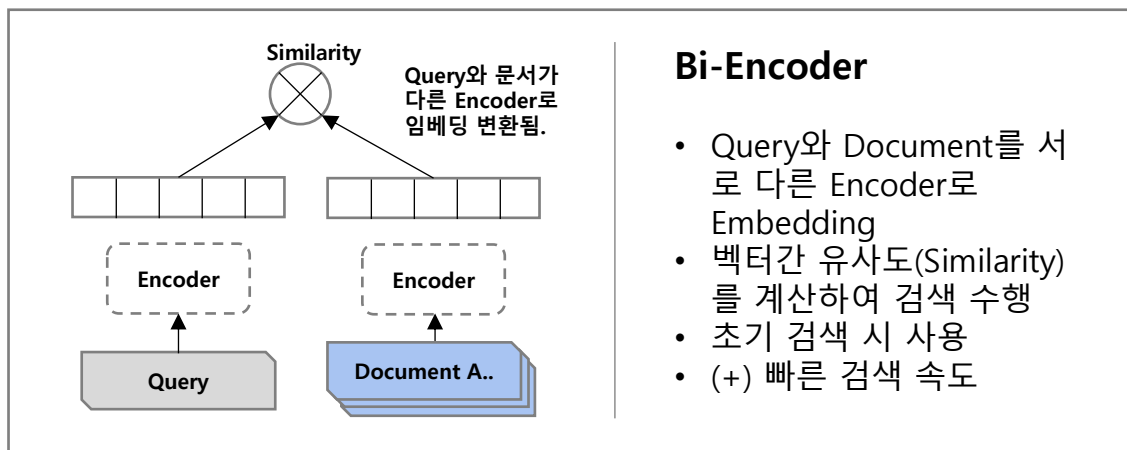 Similarity
Query와 문서가
다른 Encoder로
임베딩 변환됨.
Encoder
Encoder
Query
Document A..
Bi-Encoder
• Query와 Document를 서
로 다른 Encoder로
Embedding
• 벡터간 유사도(Similarity)
를 계산하여 검색 수행
• 초기 검색 시 사용
• (+) 빠른 검색 속도